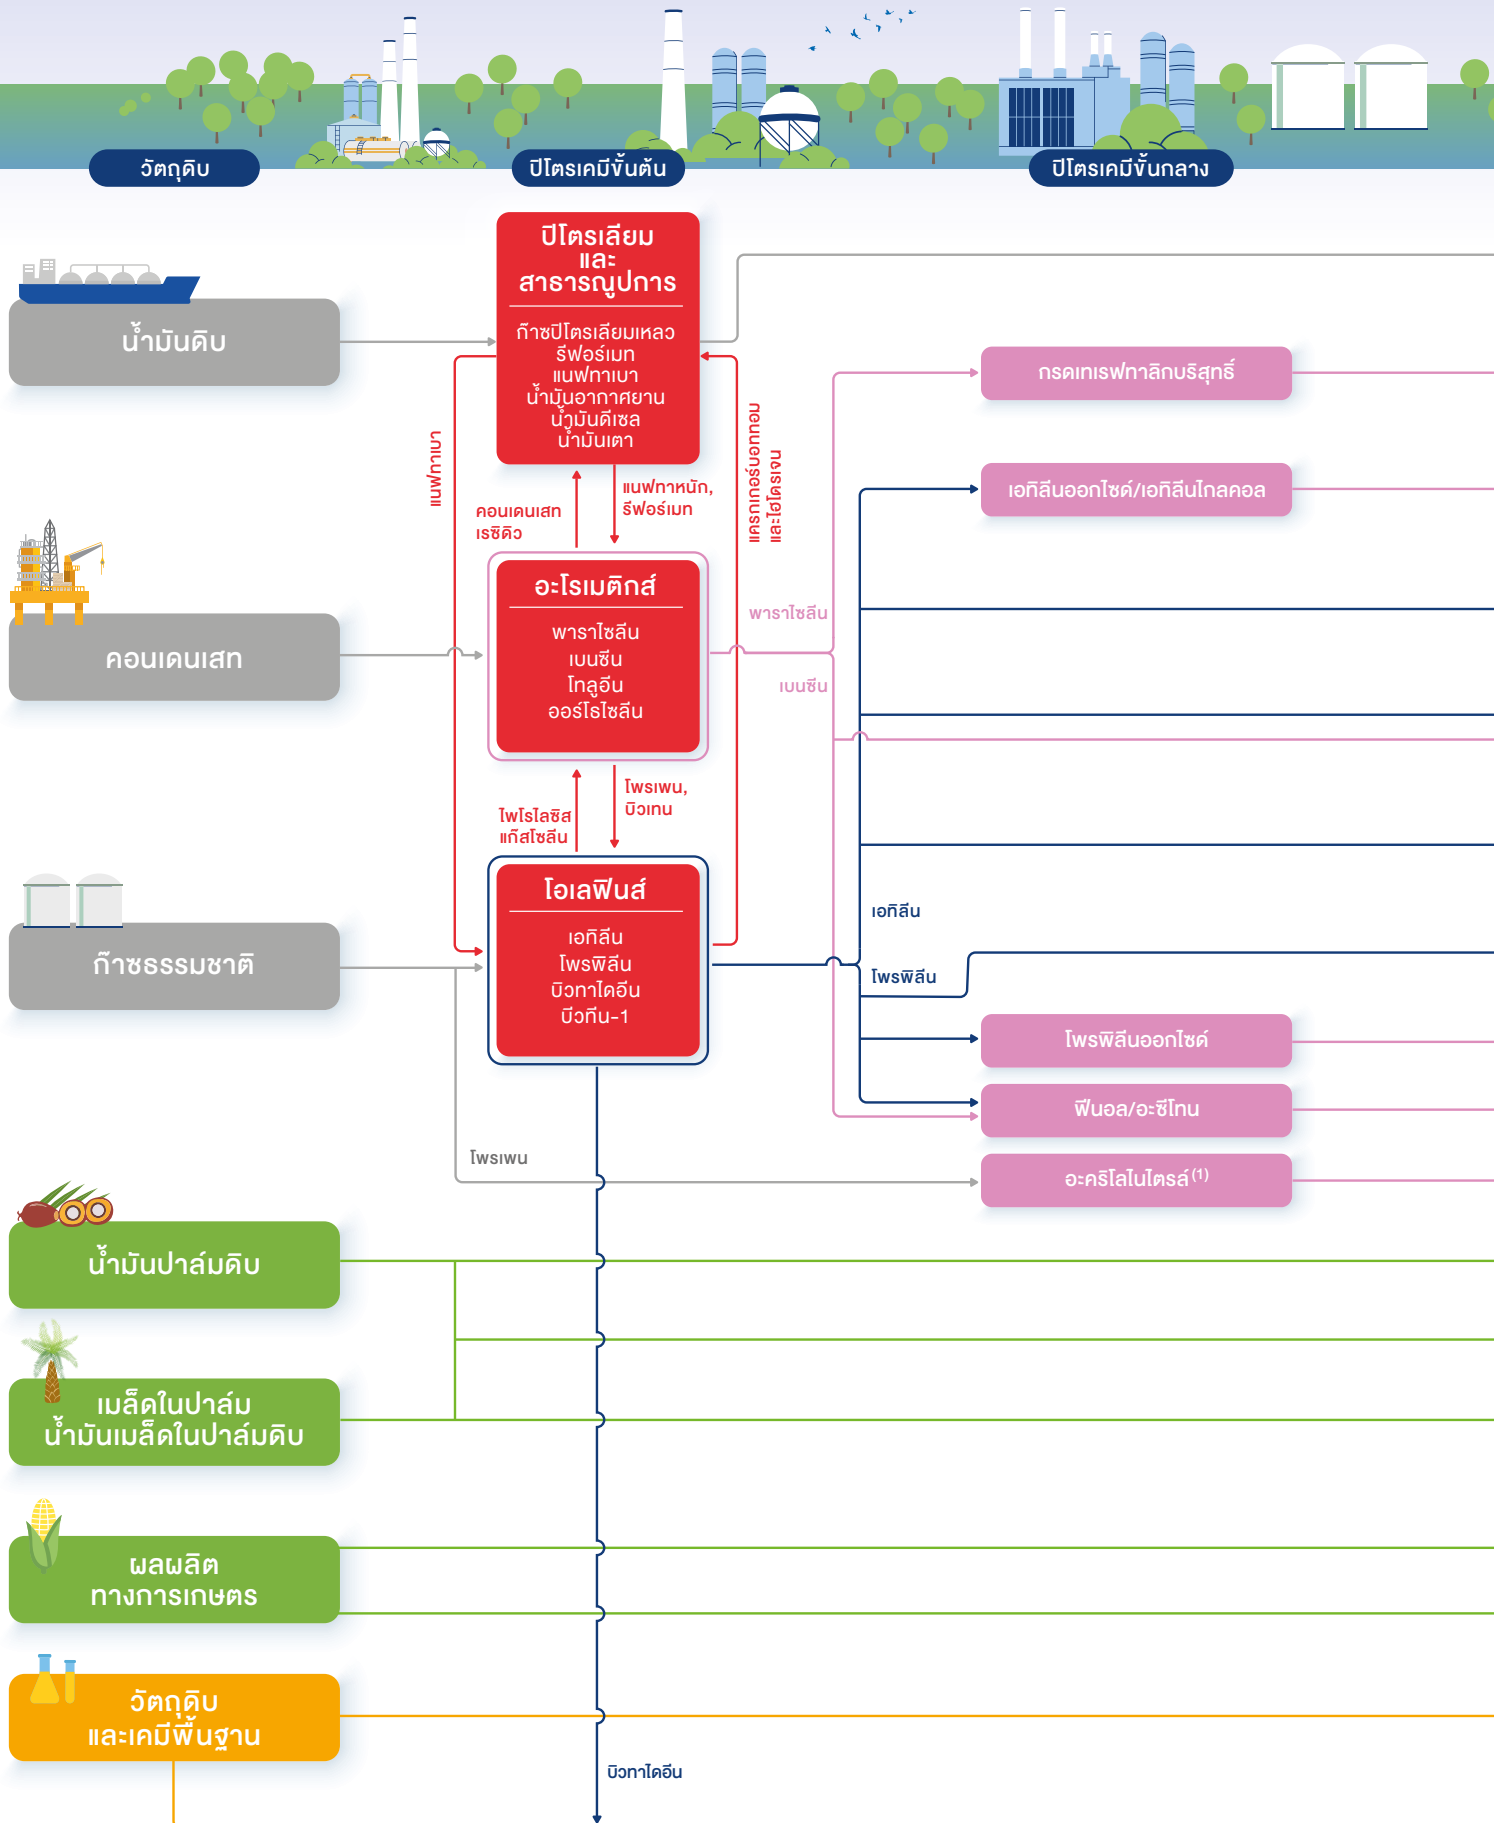 วัตถุดิบ
ปิโตรเคมีขั้นต้น
ปิโตรเคมีขั้นกลาง
ปิโตรเลียม
และ
สาธารณูปการ
ก๊าซปิโตรเลียมเหลว
รีฟอร์เมท
แนฟทาเบา
น้ำมันอากาศยาน
น้ำมันดีเซล
น้ำมันเตา
น้ำมันดิบ
กรดเทเรฟทาลิกบริสุทธิ์
แนฟทาเบา
แครกเกอร์บอททอม
และไฮโดรเจน
คอนเดนเสท
เรซิดิว
แนฟทาหนัก,
รีฟอร์เมท
เอทิลีนออกไซด์/เอทิลีนไกลคอล
อะโรเมติกส์
พาราไซลีน
เบนซีน
โทลูอีน
ออร์โธไซลีน
คอนเดนเสท
พาราไซลีน
เบนซีน
ไพโรไลซิส
แก๊สโซลีน
โพรเพน,
บิวเทน
โอเลฟินส์
เอทิลีน
โพรพิลีน
บิวทาไดอีน
บีวทีน-1
ก๊าซธรรมชาติ
เอทิลีน
โพรพิลีน
โพรพิลีนออกไซด์
ฟีนอล/อะซีโทน
อะคริโลไนไตรล์(1)
โพรเพน
น้ำมันปาล์มดิบ
เมล็ดในปาล์ม
น้ำมันเมล็ดในปาล์มดิบ
ผลผลิต
ทางการเกษตร
วัตถุดิบ
และเคมีพื้นฐาน
บิวทาไดอีน